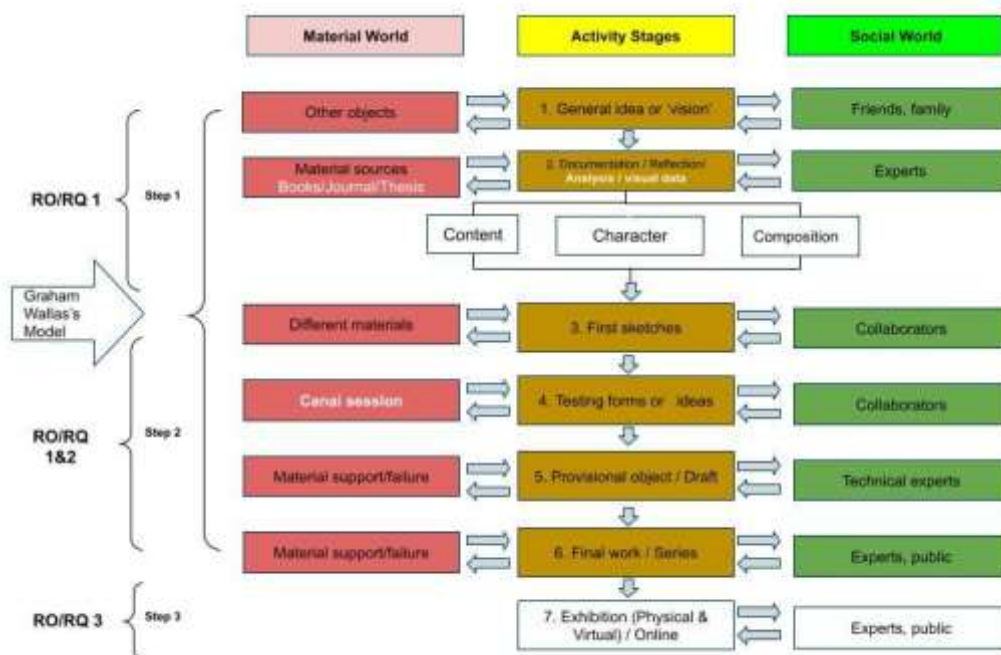 Material World
Activity Stages
Social World
Other objects
1. General idea or 'vision'
Friends, family
Material sources
Books/Journal/Thesis
2. Documentation / Reflection/
Analysis / visual data
Experts
RO/RQ 1
Step 1
Content
Character
Composition
Graham
Wallas's
Model
Different materials
3. First sketches
Collaborators
Canai session
4. Testing forms or ideas
Collaborators
RO/RQ
1&2
Step 2
Material support/failure
5. Provisional object / Draft
Technical experts
Material support/failure
6. Final work / Series
Experts, public
RO/RQ 3
Step 3
7. Exhibition (Physical &
Virtual) / Online
Experts, public